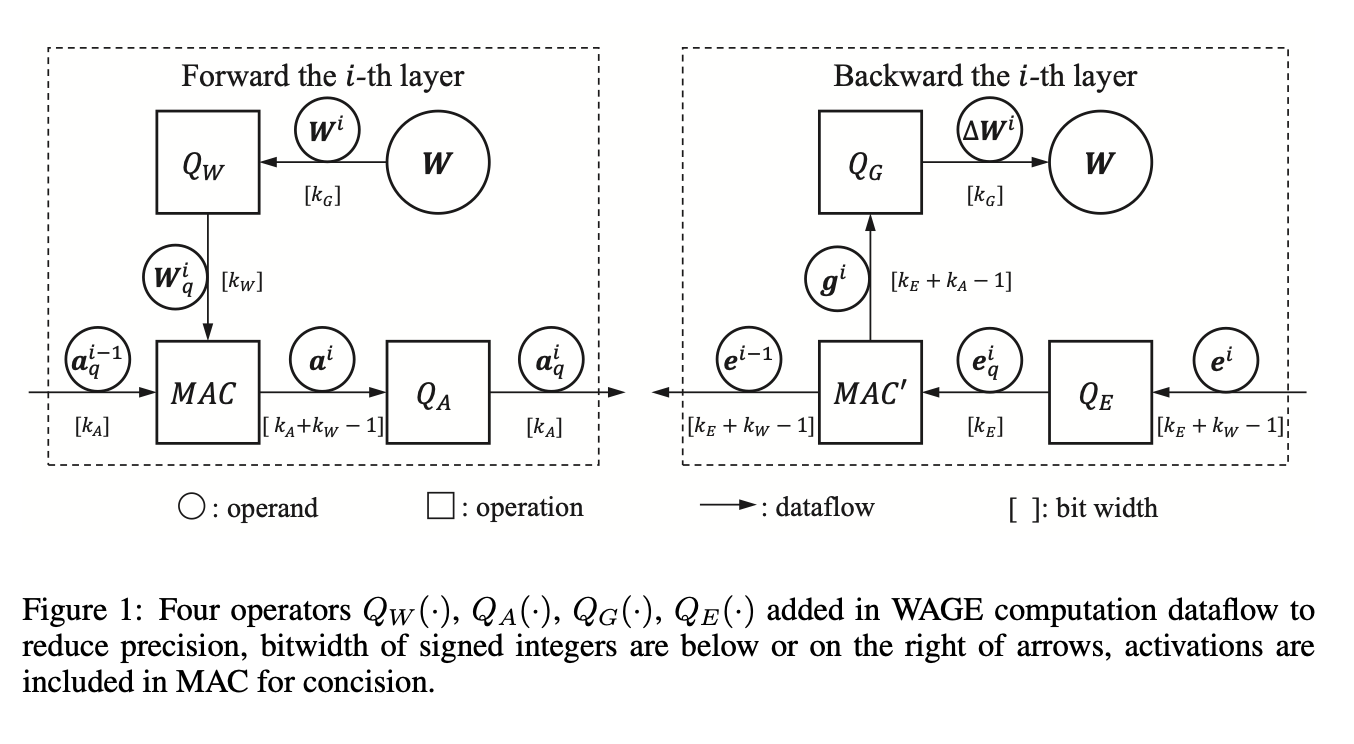 Forward the i-th layer
Q_W
W^i
W
[k_G]
W_q^i
[k_W]
a_q^{i-1}
MAC
a^i
Q_A
a_q^i
[k_A]
[ k_A+k_W − 1]
[k_A]
Backward the i-th layer
Q_G
ΔW^i
W
[k_G]
g^i
[k_E + k_A − 1]
e^{i-1}
MAC′
e_q^i
Q_E
e^i
[k_E + k_W − 1]
[k_E]
[k_E + k_W − 1]
: operand
: operation
: dataflow
[ ]: bit width
Figure 1: Four operators Q_W(·), Q_A(·), Q_G(·), Q_E(·) added in WAGE computation dataflow to
reduce precision, bitwidth of signed integers are below or on the right of arrows, activations are
included in MAC for concision.